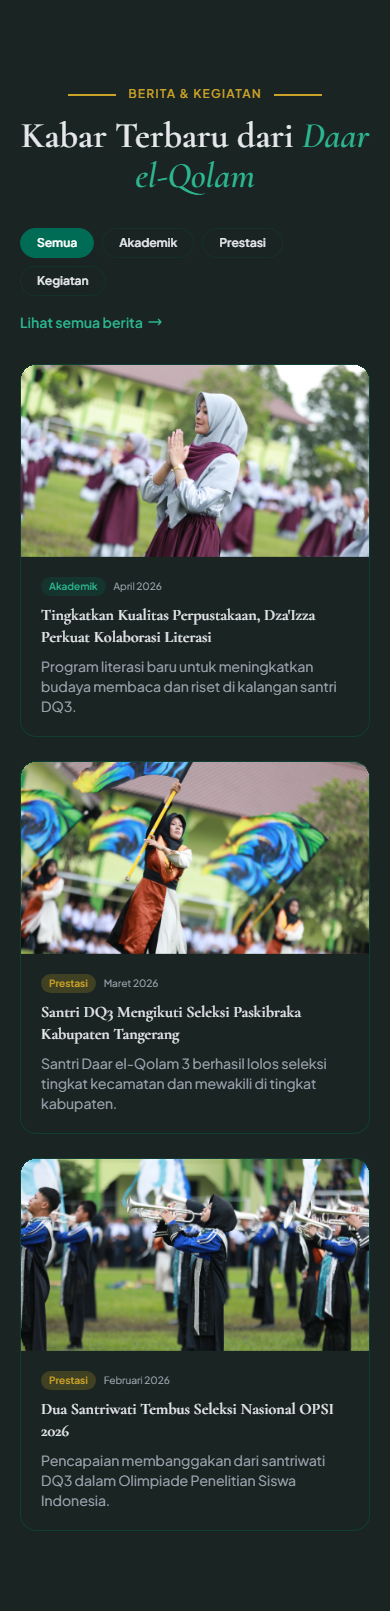 BERITA & KEGIATAN
Kabar Terbaru dari Daar
el-Qolam
Semua
Akademik
Prestasi
Kegiatan
Lihat semua berita →
Akademik
April 2026
Tingkatkan Kualitas Perpustakaan, Dza'Izza
Perkuat Kolaborasi Literasi
Program literasi baru untuk meningkatkan
budaya membaca dan riset di kalangan santri
DQ3.
Prestasi
Maret 2026
Santri DQ3 Mengikuti Seleksi Paskibraka
Kabupaten Tangerang
Santri Daar el-Qolam 3 berhasil lolos seleksi
tingkat kecamatan dan mewakili di tingkat
kabupaten.
Prestasi
Februari 2026
Dua Santriwati Tembus Seleksi Nasional OPSI
2026
Pencapaian membanggakan dari santriwati
DQ3 dalam Olimpiade Penelitian Siswa
Indonesia.